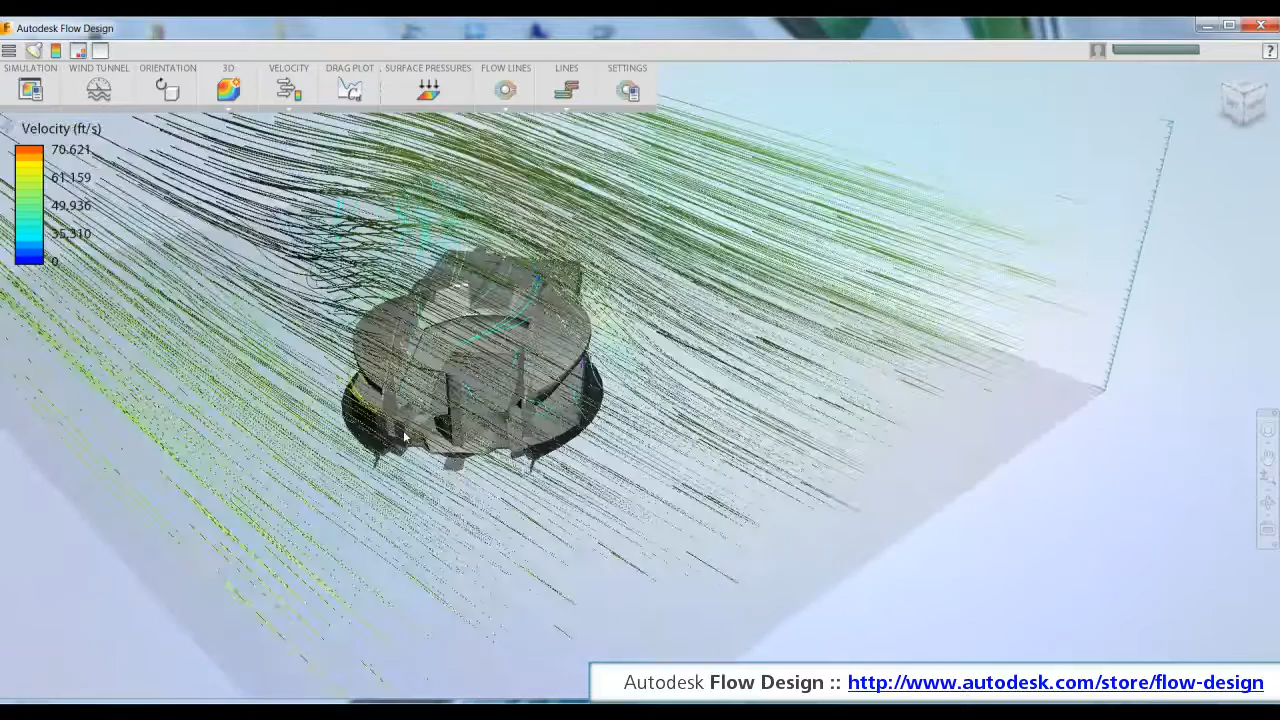 Autodesk Flow Design
SIMULATION WIND TUNNEL ORIENTATION 3D VELOCITY DRAG PLOT SURFACE PRESSURES FLOW LINES LINES SETTINGS
Velocity (ft/s)
70.621
61.159
49.936
35.310
0
Autodesk Flow Design :: http://www.autodesk.com/store/flow-design